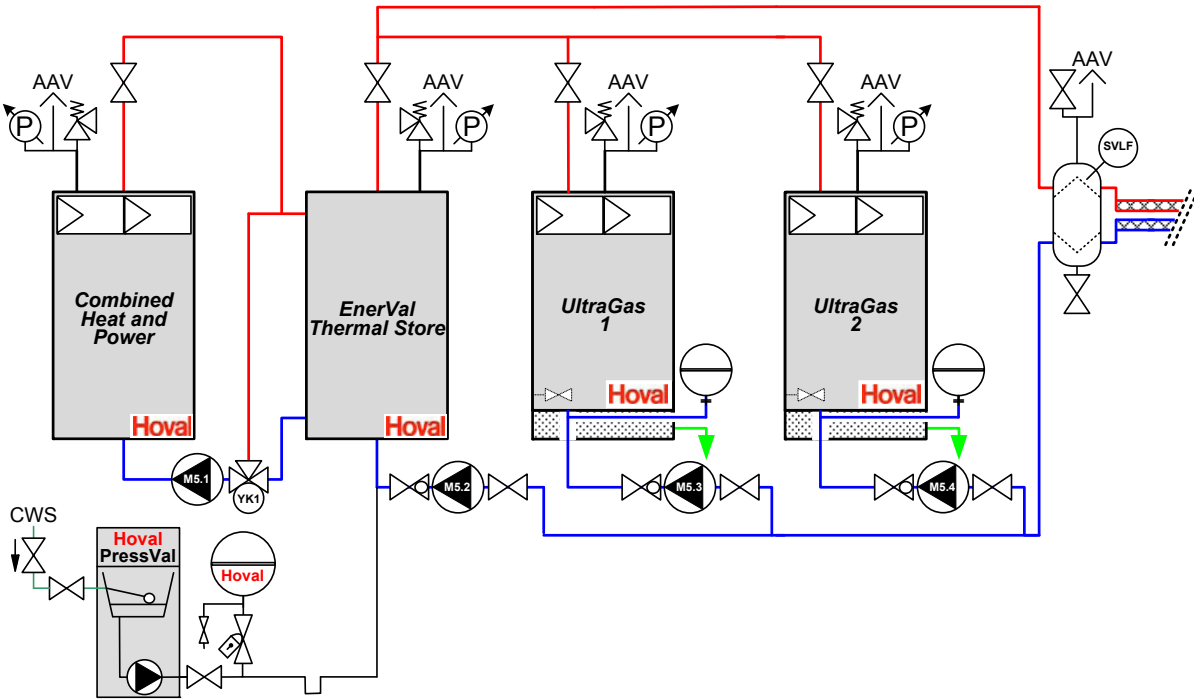 AAV
AAV
AAV
AAV
AAV
P
P
P
P
SVLF
Combined
Heat and
Power
EnerVal
Thermal Store
UltraGas
1
UltraGas
2
Hoval
Hoval
Hoval
Hoval
M5.1
YK1
M5.2
M5.3
M5.4
CWS
Hoval
PressVal
Hoval